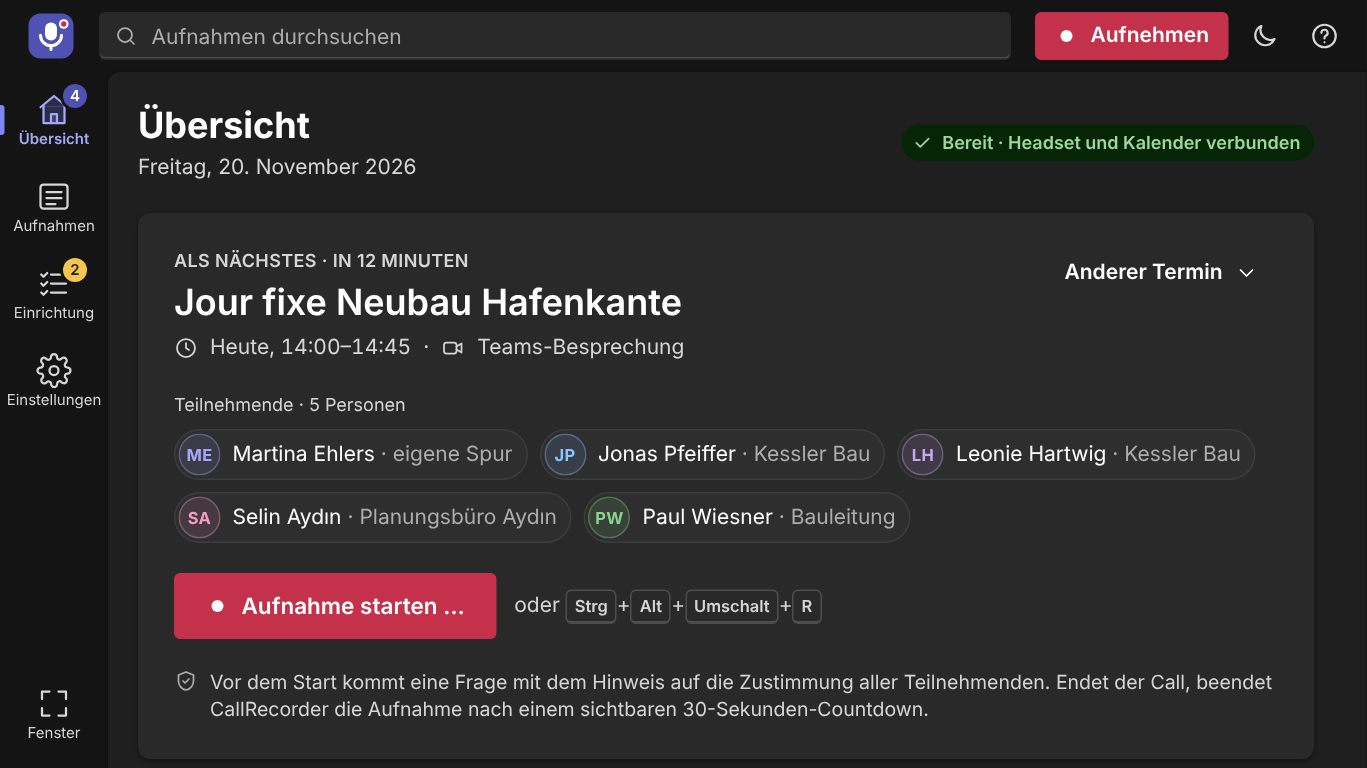 Aufnahmen durchsuchen
Aufnehmen
4
Übersicht
Aufnahmen
2
Einrichtung
Einstellungen
Fenster
Übersicht
Freitag, 20. November 2026
Bereit · Headset und Kalender verbunden
ALS NÄCHSTES · IN 12 MINUTEN
Anderer Termin
Jour fixe Neubau Hafenkante
Heute, 14:00–14:45 · Teams-Besprechung
Teilnehmende · 5 Personen
ME Martina Ehlers · eigene Spur
JP Jonas Pfeiffer · Kessler Bau
LH Leonie Hartwig · Kessler Bau
SA Selin Aydın · Planungsbüro Aydın
PW Paul Wiesner · Bauleitung
Aufnahme starten ...
oder Strg+Alt+Umschalt+R
Vor dem Start kommt eine Frage mit dem Hinweis auf die Zustimmung aller Teilnehmenden. Endet der Call, beendet
CallRecorder die Aufnahme nach einem sichtbaren 30-Sekunden-Countdown.